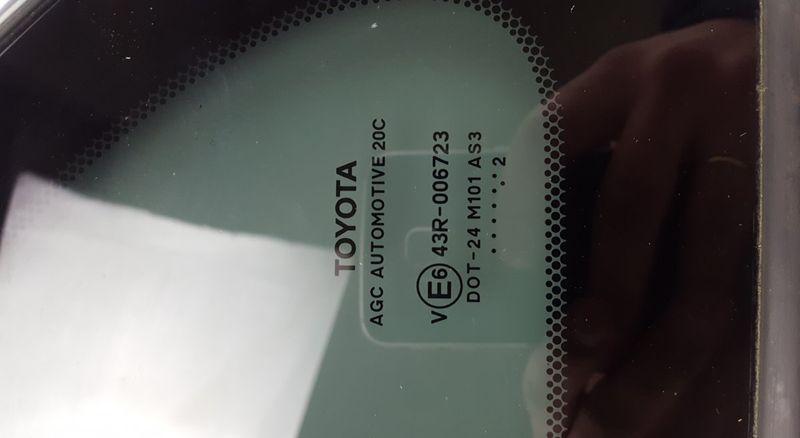 TOYOTA
AGC AUTOMOTIVE 20C
V E6 43R-006723
DOT-24 M101 AS3
.......2